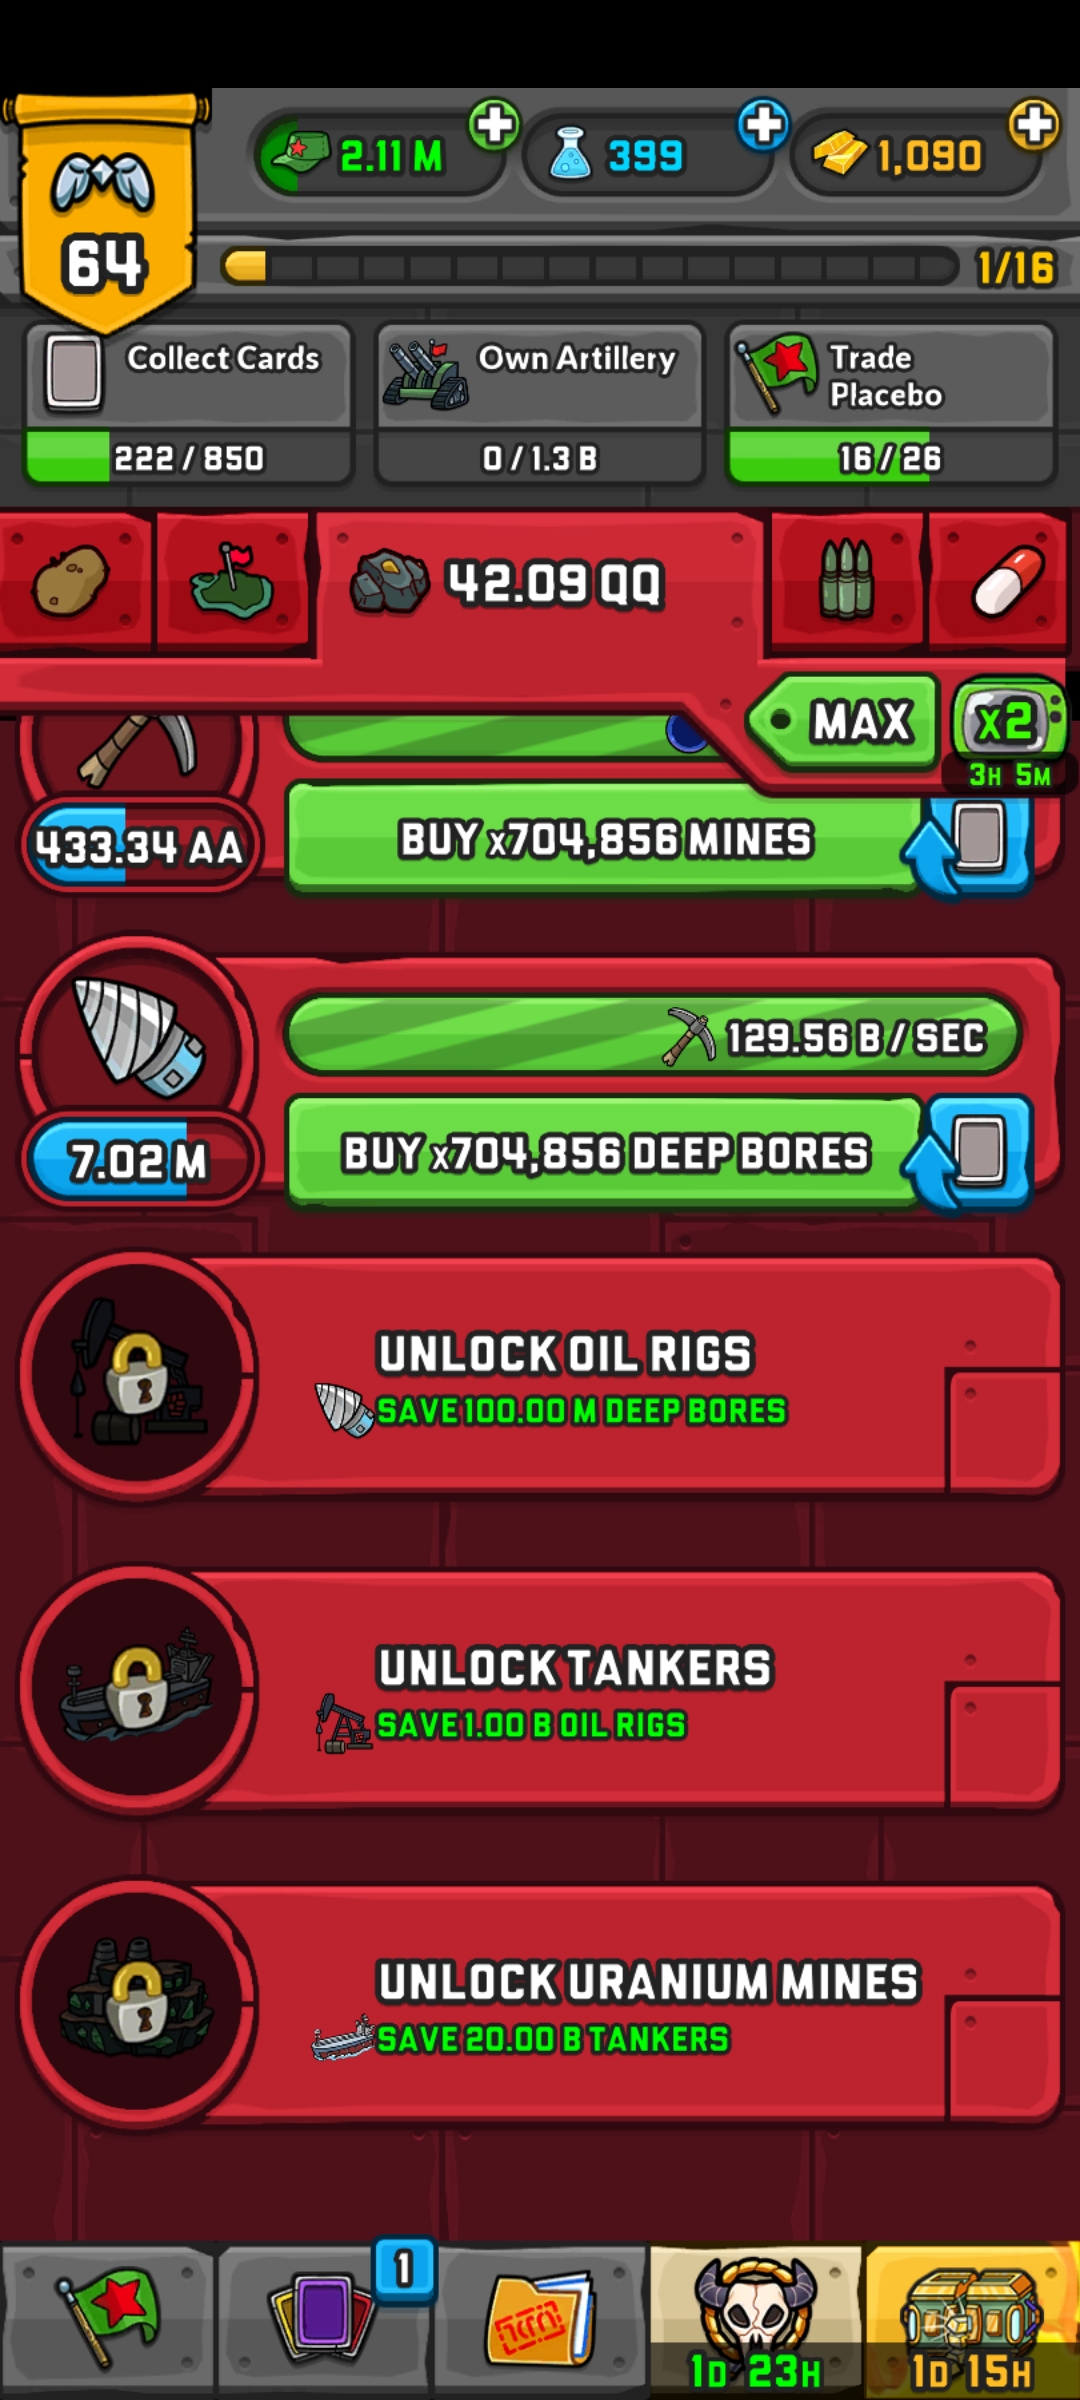 2.11 M
399
1,090
64
1/16
Collect Cards
222 / 850
Own Artillery
0 / 1.3 B
Trade
Placebo
16 / 26
42.09 QQ
MAX
x2
3H 5M
433.34 AA
BUY x704,856 MINES
129.56 B / SEC
7.02 M
BUY x704,856 DEEP BORES
UNLOCK OIL RIGS
SAVE 100.00 M DEEP BORES
UNLOCK TANKERS
SAVE 1.00 B OIL RIGS
UNLOCK URANIUM MINES
SAVE 20.00 B TANKERS
1
1D 23H
1D 15H